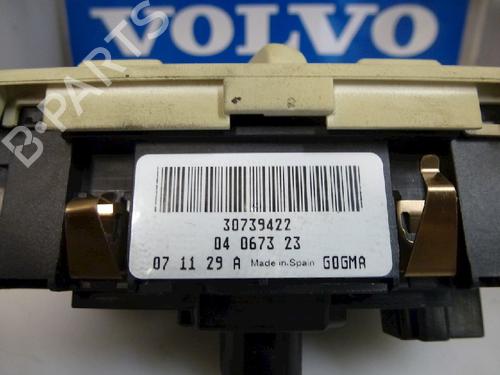 VOLVO
B-PARTS
30739422
04 0673 23
07 11 29 A Made in Spain GOGMA